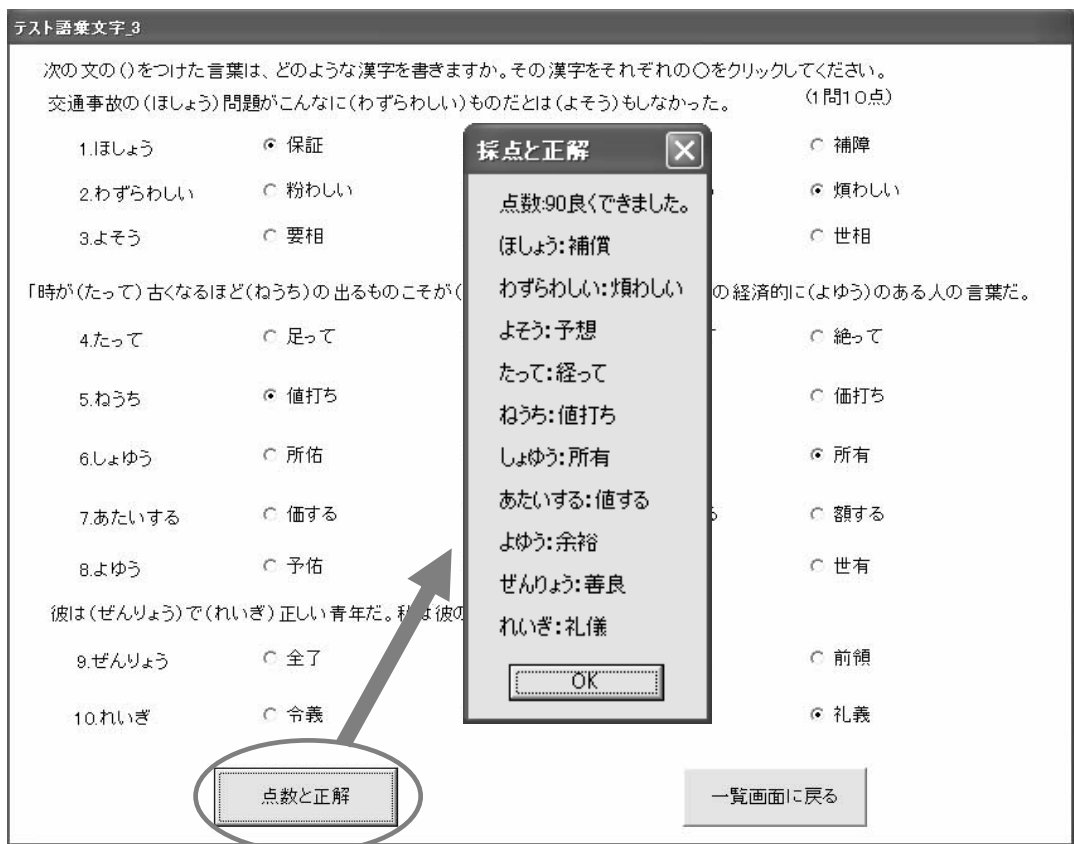 テスト語彙文字_3
次の文の()をつけた言葉は、どのような漢字を書きますか。その漢字をそれぞれの○をクリックしてください。
交通事故の(ほしょう)問題がこんなに(わずらわしい)ものだとは(よそう)もしなかった。 (1問10点)
1.ほしょう 保証 補障
2.わずらわしい 粉わしい 煩わしい
3.よそう 要相 世相
「時が(たって)古くなるほど(ねうち)の出るものこそが( の経済的に(よゆう)のある人の言葉だ。
4.たって 足って 絶って
5.ねうち 値打ち 価打ち
6.しょゆう 所佑 所有
7.あたいする 価する 額する
8.よゆう 予佑 世有
彼は(ぜんりょう)で(れいぎ)正しい青年だ。私は彼の
9.ぜんりょう 全了 前領
10.れいぎ 令義 礼義
点数と正解
一覧画面に戻る
採点と正解
点数:90良くできました。
ほしょう:補償
わずらわしい:煩わしい
よそう:予想
たって:経って
ねうち:値打ち
しょゆう:所有
あたいする:値する
よゆう:余裕
ぜんりょう:善良
れいぎ:礼儀
OK